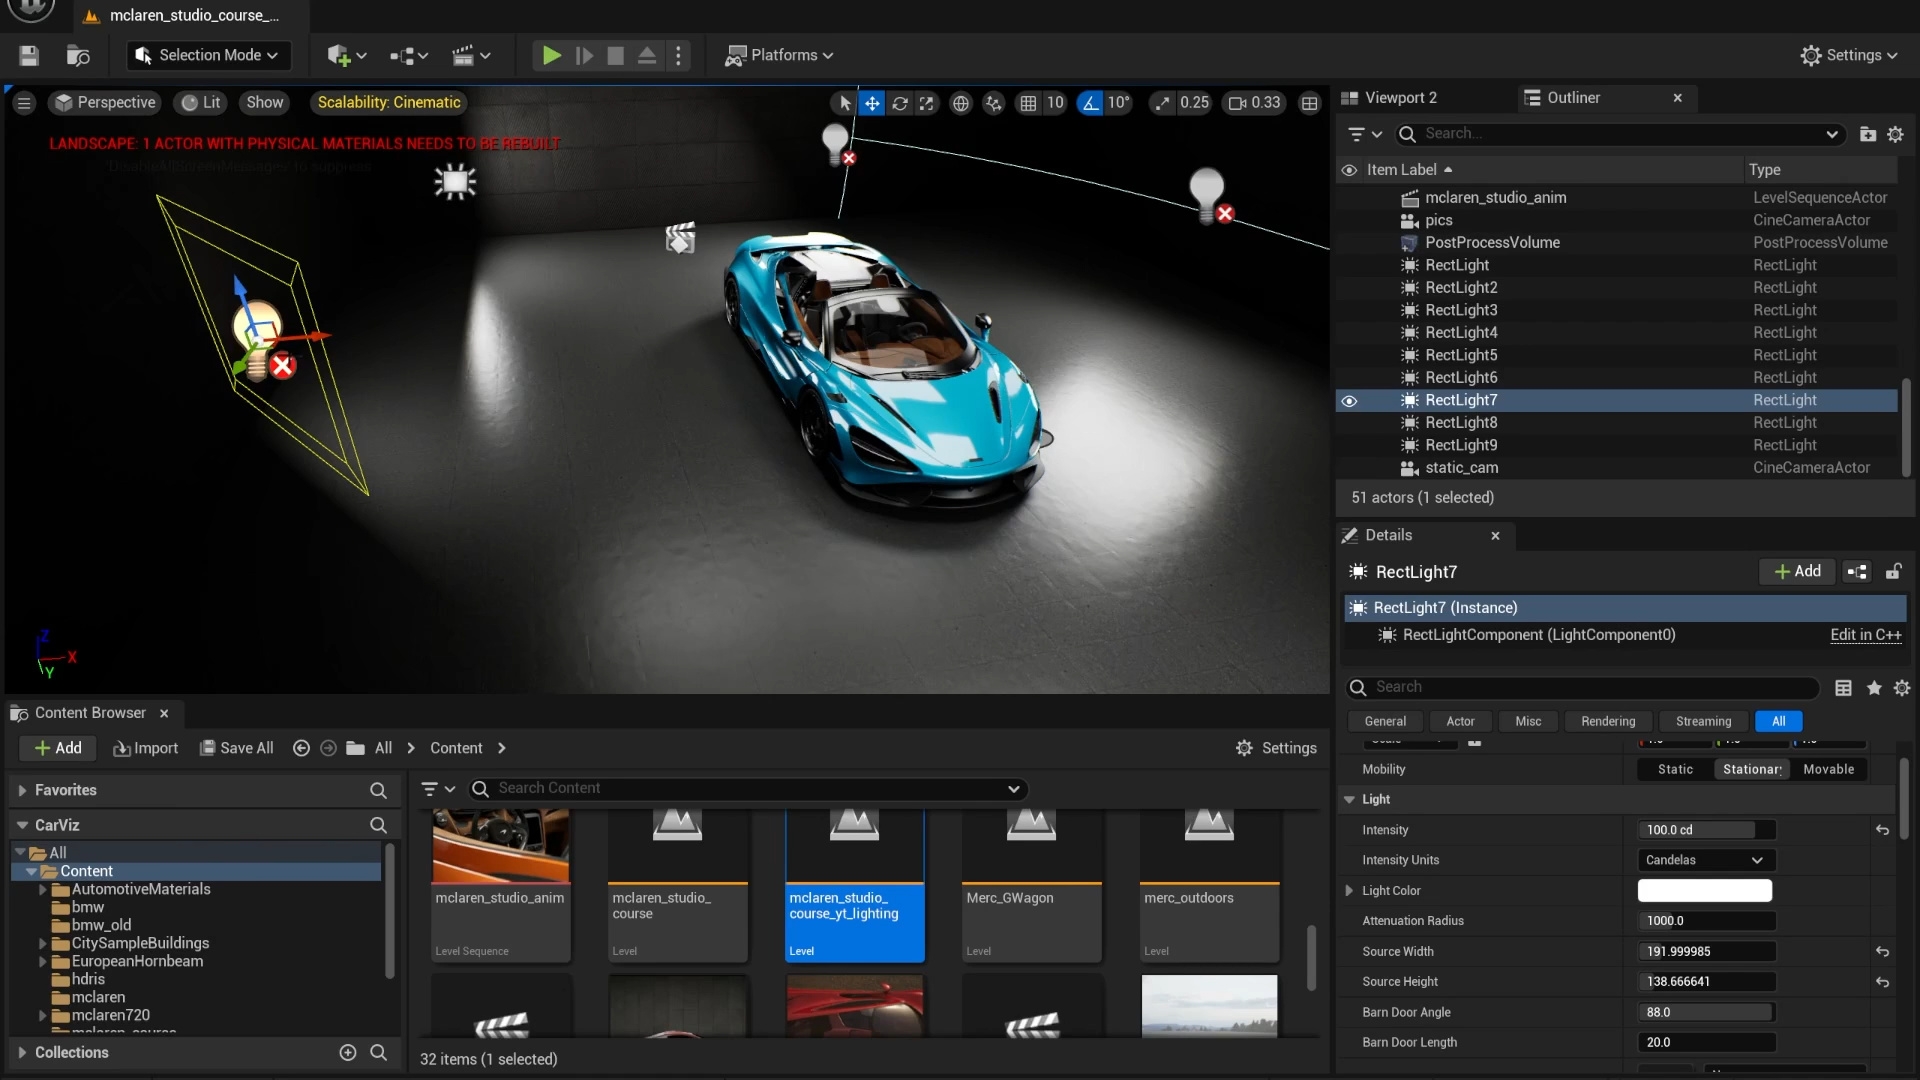 mclaren_studio_course_...
Selection Mode
Platforms
Settings
Perspective
Lit
Show
Scalability: Cinematic
10
10°
0.25
0.33
LANDSCAPE: 1 ACTOR WITH PHYSICAL MATERIALS NEEDS TO BE REBUILT
Z
X
Y
Viewport 2
Outliner
Search...
Item Label
Type
mclaren_studio_anim
LevelSequenceActor
pics
CineCameraActor
PostProcessVolume
PostProcessVolume
RectLight
RectLight
RectLight2
RectLight
RectLight3
RectLight
RectLight4
RectLight
RectLight5
RectLight
RectLight6
RectLight
RectLight7
RectLight
RectLight8
RectLight
RectLight9
RectLight
static_cam
CineCameraActor
51 actors (1 selected)
Details
RectLight7
Add
RectLight7 (Instance)
RectLightComponent (LightComponent0)
Edit in C++
Search
General
Actor
Misc
Rendering
Streaming
All
Mobility
Static
Stationar
Movable
Light
Intensity
100.0 cd
Intensity Units
Candelas
Light Color
Attenuation Radius
1000.0
Source Width
191.999985
Source Height
138.666641
Barn Door Angle
88.0
Barn Door Length
20.0
Content Browser
Add
Import
Save All
All
Content
Settings
Favorites
CarViz
All
Content
AutomotiveMaterials
bmw
bmw_old
CitySampleBuildings
EuropeanHornbeam
hdris
mclaren
mclaren720
Collections
Search Content
mclaren_studio_anim
Level Sequence
mclaren_studio_
course
Level
mclaren_studio_
course_yt_lighting
Level
Merc_GWagon
Level
merc_outdoors
Level
32 items (1 selected)